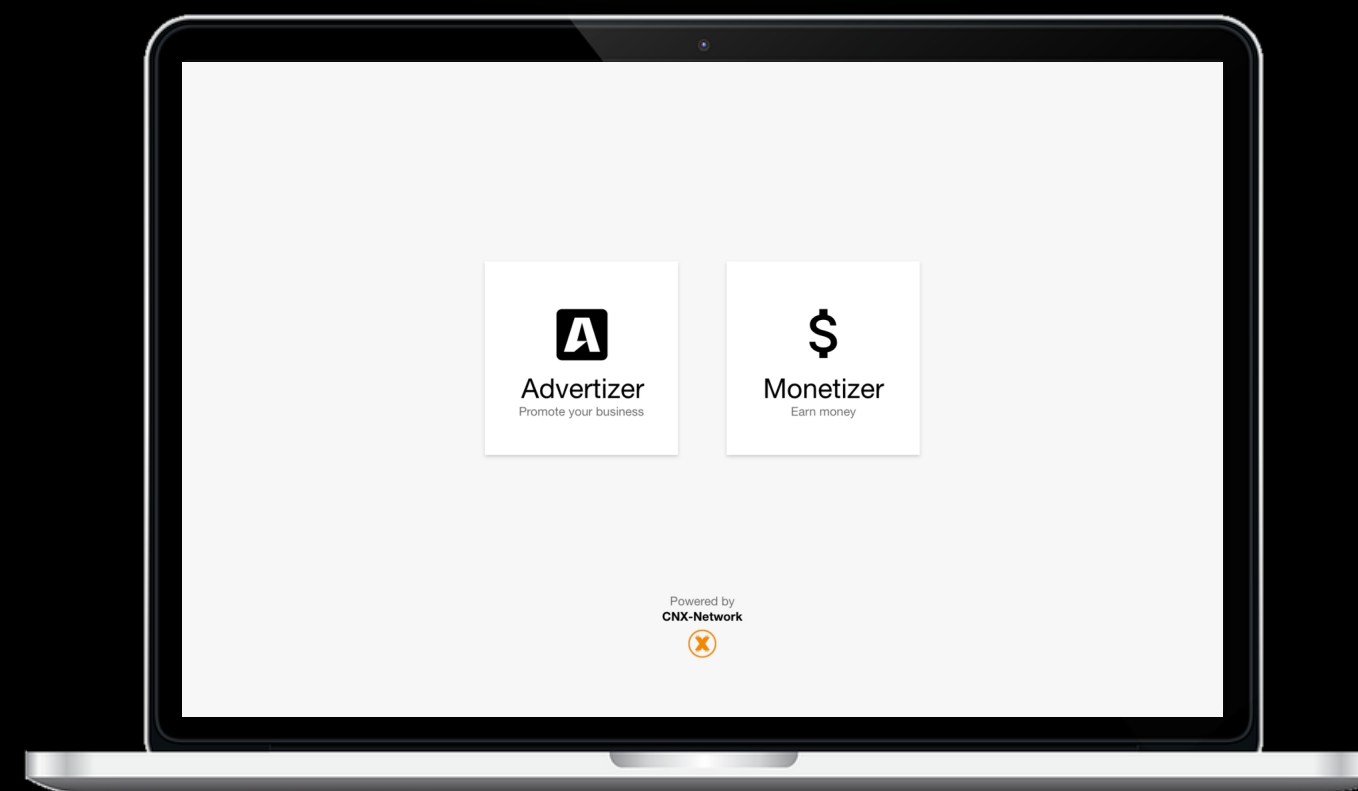 Advertizer
Promote your business
Monetizer
Earn money
Powered by
CNX-Network